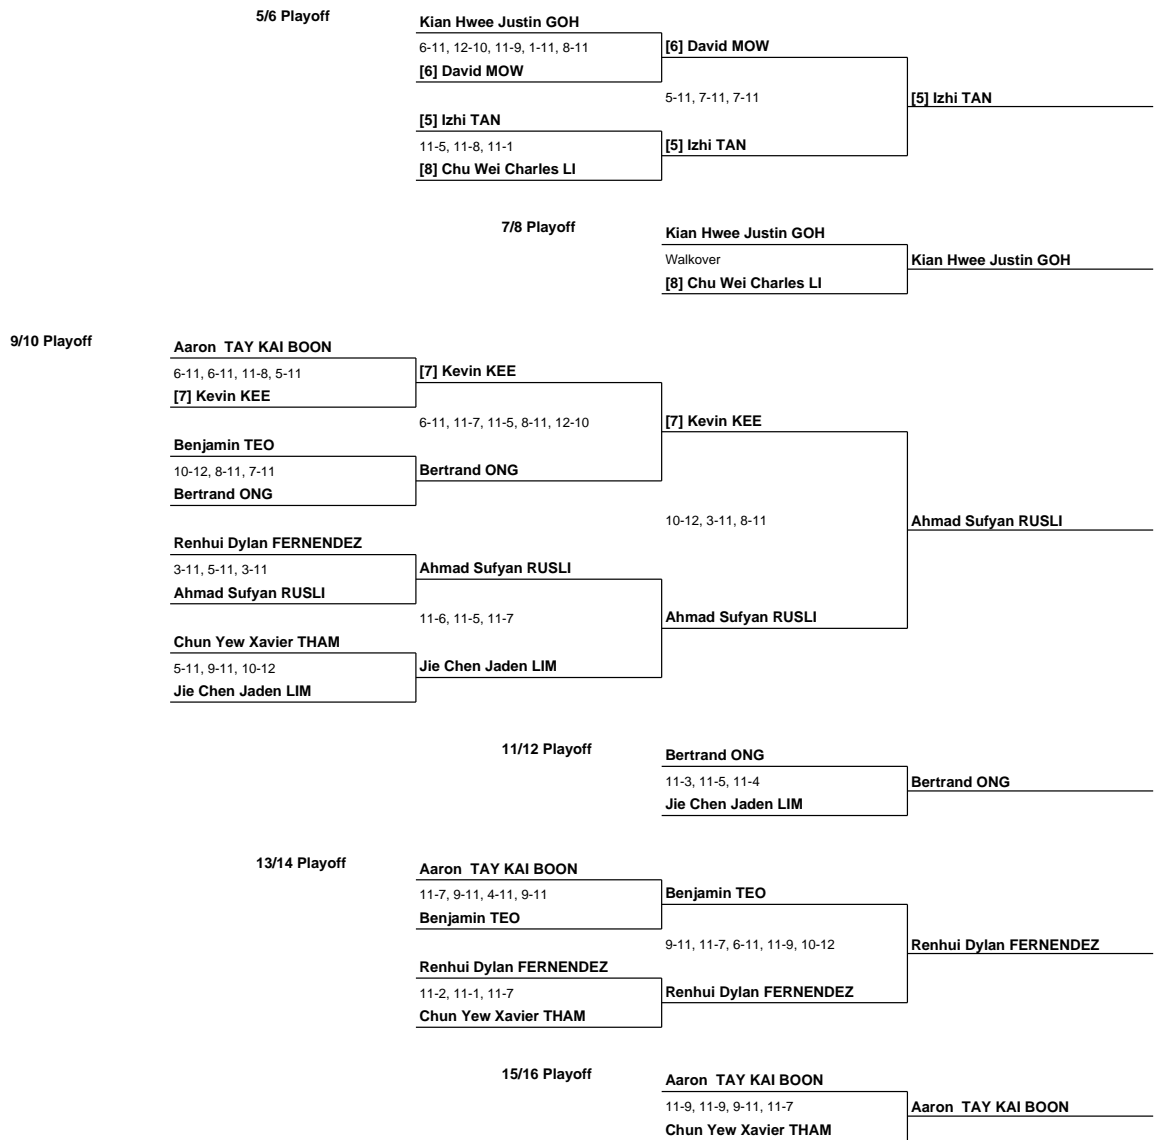 5/6 Playoff
Kian Hwee Justin GOH
6-11, 12-10, 11-9, 1-11, 8-11
[6] David MOW
[6] David MOW
5-11, 7-11, 7-11
[5] Izhi TAN
[5] Izhi TAN
11-5, 11-8, 11-1
[5] Izhi TAN
[8] Chu Wei Charles LI
7/8 Playoff
Kian Hwee Justin GOH
Walkover
Kian Hwee Justin GOH
[8] Chu Wei Charles LI
9/10 Playoff
Aaron  TAY KAI BOON
6-11, 6-11, 11-8, 5-11
[7] Kevin KEE
[7] Kevin KEE
6-11, 11-7, 11-5, 8-11, 12-10
[7] Kevin KEE
Benjamin TEO
10-12, 8-11, 7-11
Bertrand ONG
Bertrand ONG
10-12, 3-11, 8-11
Ahmad Sufyan RUSLI
Renhui Dylan FERNENDEZ
3-11, 5-11, 3-11
Ahmad Sufyan RUSLI
Ahmad Sufyan RUSLI
11-6, 11-5, 11-7
Ahmad Sufyan RUSLI
Chun Yew Xavier THAM
5-11, 9-11, 10-12
Jie Chen Jaden LIM
Jie Chen Jaden LIM
11/12 Playoff
Bertrand ONG
11-3, 11-5, 11-4
Bertrand ONG
Jie Chen Jaden LIM
13/14 Playoff
Aaron  TAY KAI BOON
11-7, 9-11, 4-11, 9-11
Benjamin TEO
Benjamin TEO
9-11, 11-7, 6-11, 11-9, 10-12
Renhui Dylan FERNENDEZ
Renhui Dylan FERNENDEZ
11-2, 11-1, 11-7
Renhui Dylan FERNENDEZ
Chun Yew Xavier THAM
15/16 Playoff
Aaron  TAY KAI BOON
11-9, 11-9, 9-11, 11-7
Aaron  TAY KAI BOON
Chun Yew Xavier THAM